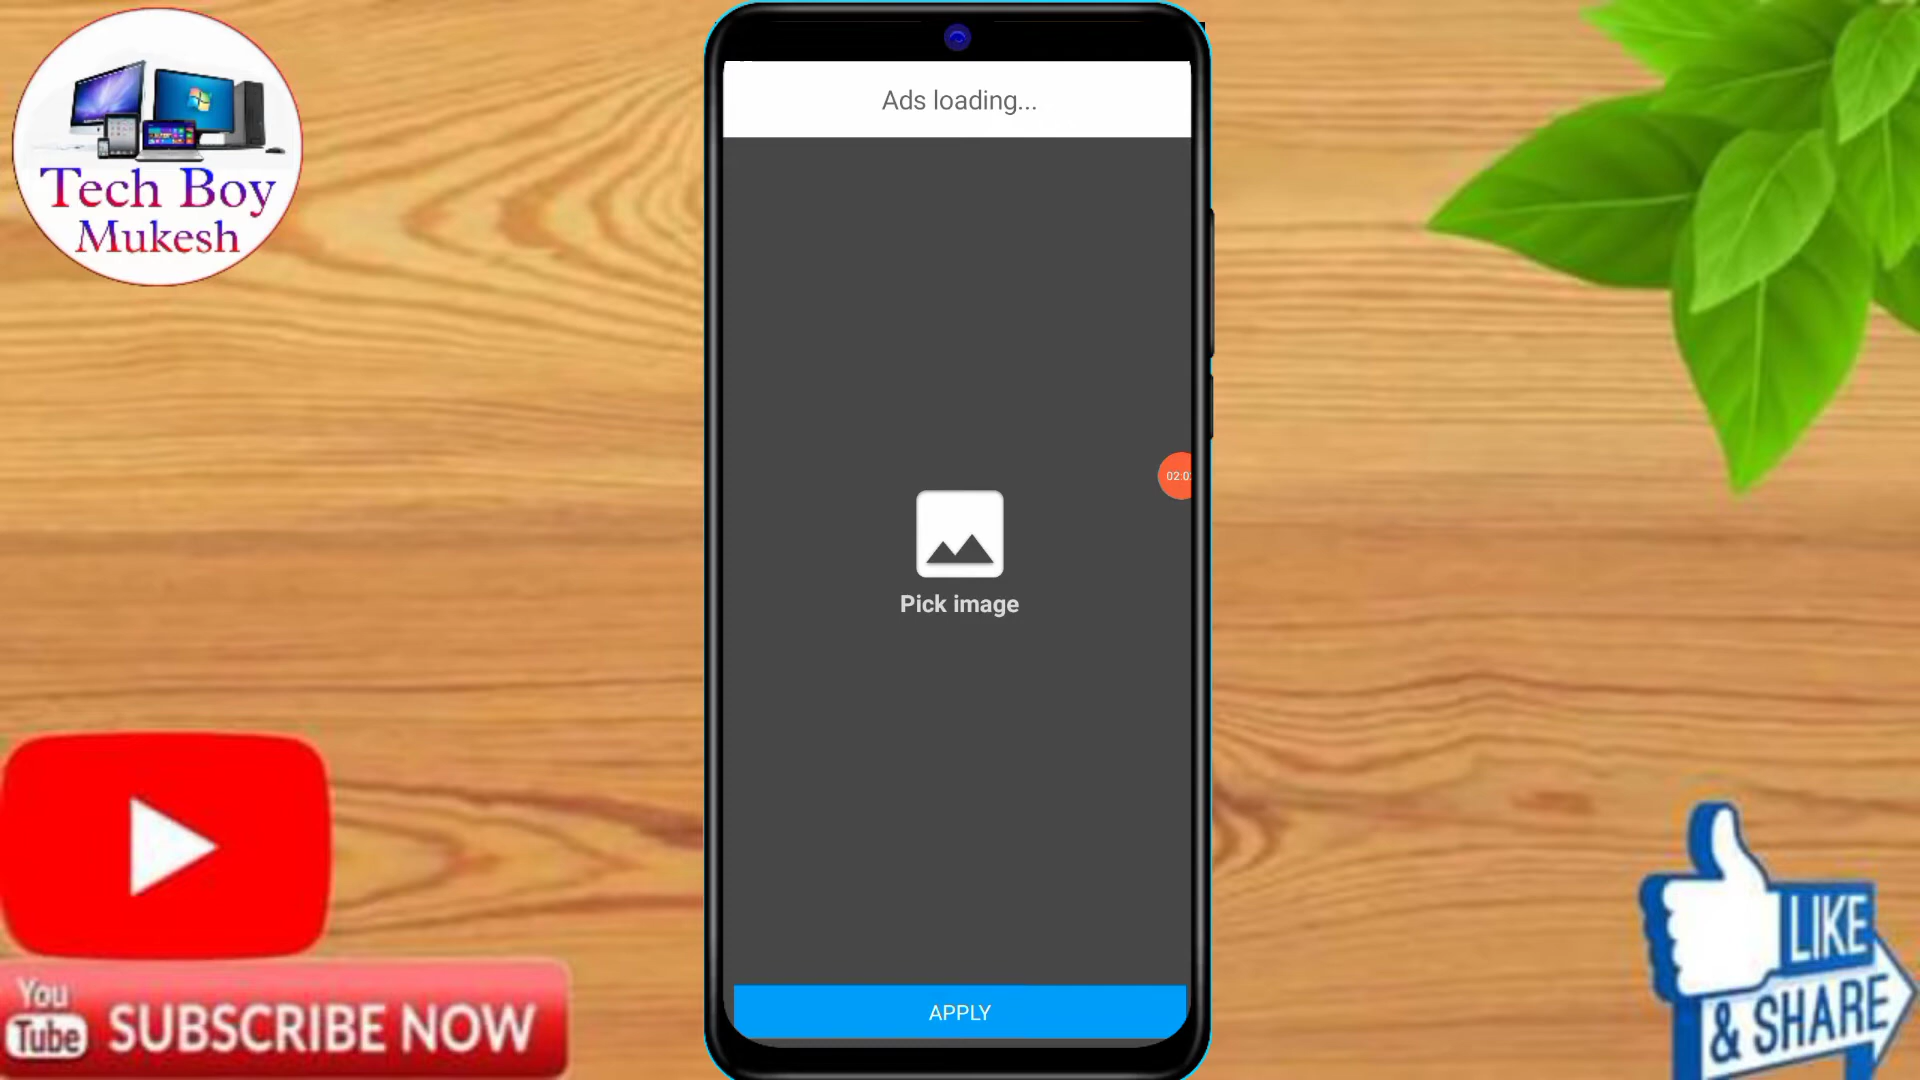 Tech Boy
Mukesh
Ads loading...
Pick image
APPLY
You
Tube
SUBSCRIBE NOW
LIKE
& SHARE